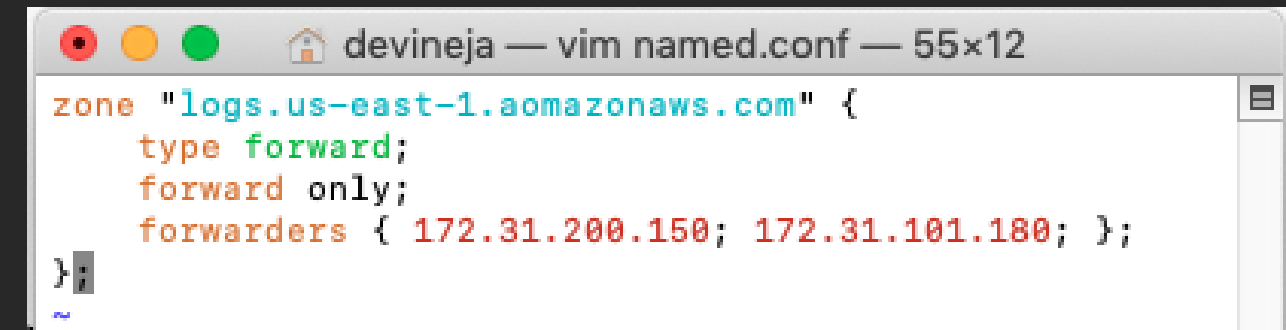 devineja — vim named.conf — 55×12
zone "logs.us-east-1.aomazonaws.com" {
    type forward;
    forward only;
    forwarders { 172.31.200.150; 172.31.101.180; };
};
~